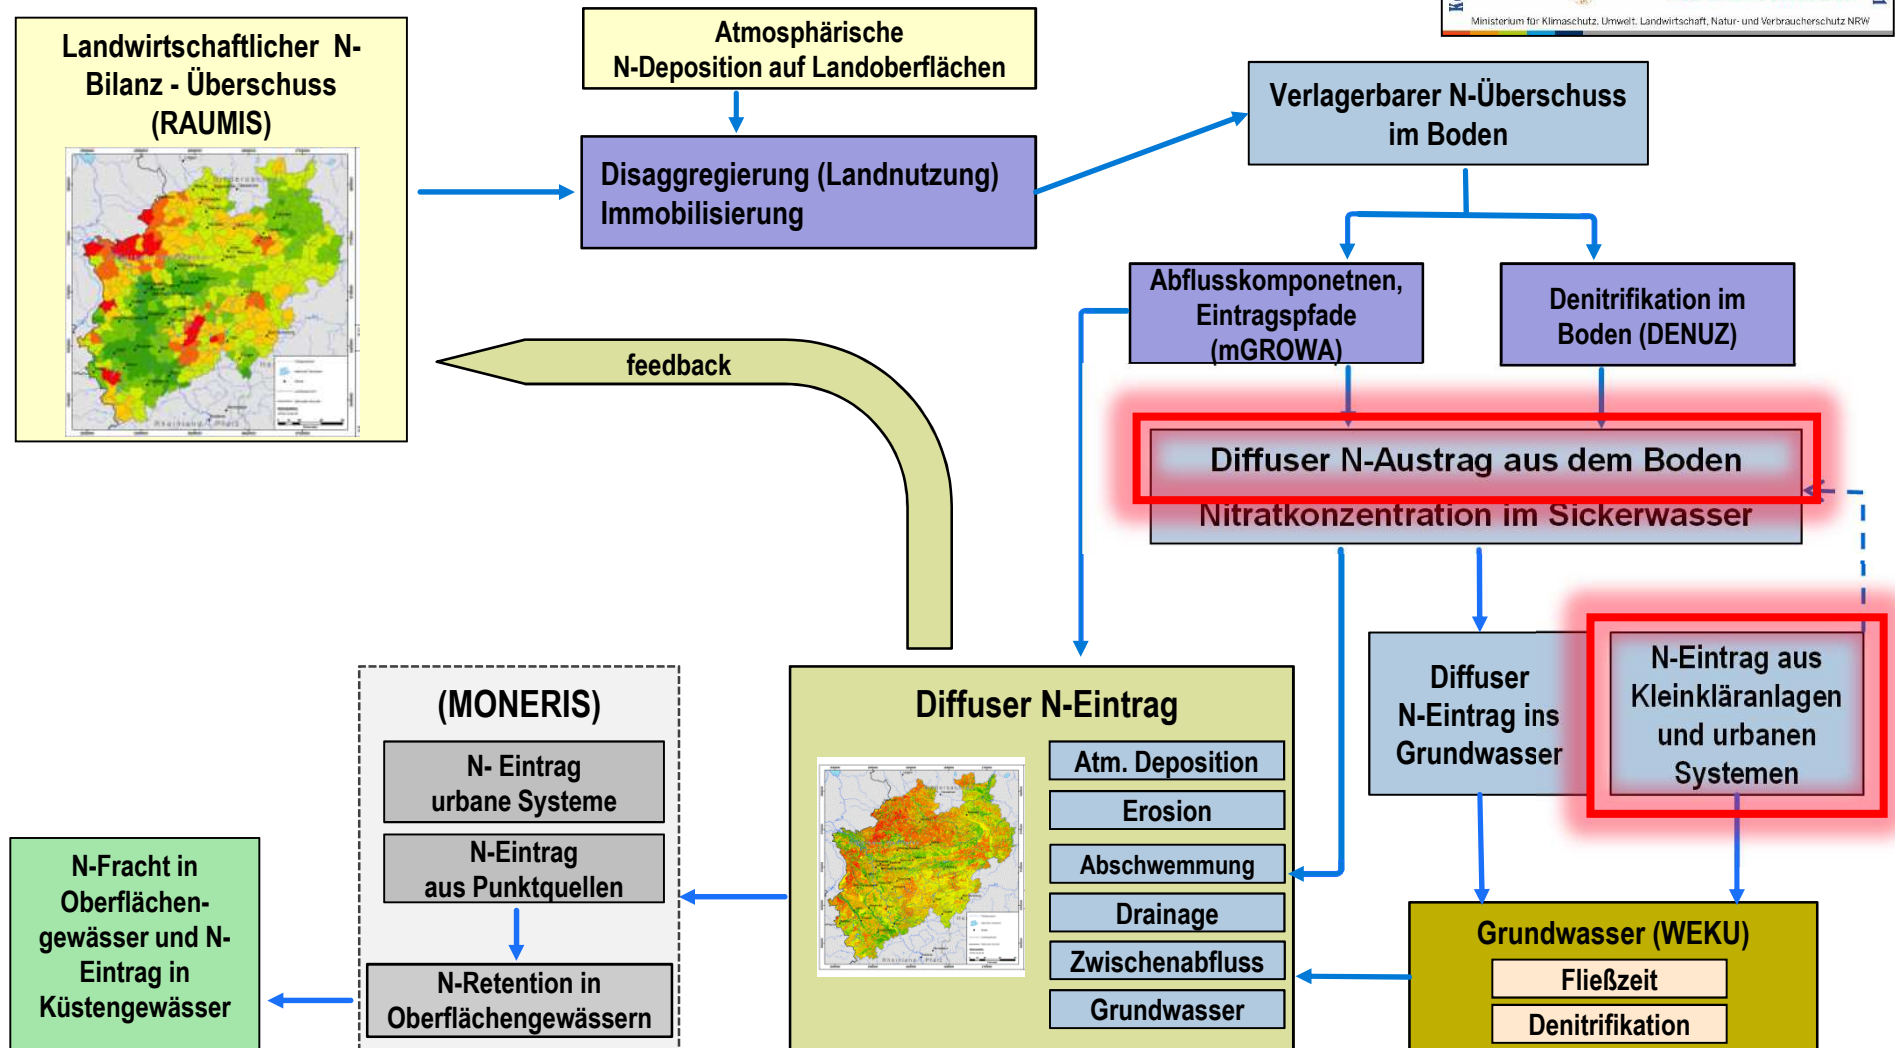 Ministerium für Klimaschutz, Umwelt, Landwirtschaft, Natur- und Verbraucherschutz NRW
Landwirtschaftlicher N-
Bilanz - Überschuss
(RAUMIS)
Atmosphärische
N-Deposition auf Landoberflächen
Disaggregierung (Landnutzung)
Immobilisierung
Verlagerbarer N-Überschuss
im Boden
Abflusskomponetnen,
Eintragspfade
(mGROWA)
Denitrifikation im
Boden (DENUZ)
feedback
Diffuser N-Austrag aus dem Boden
Nitratkonzentration im Sickerwasser
Diffuser
N-Eintrag ins
Grundwasser
N-Eintrag aus
Kleinkläranlagen
und urbanen
Systemen
(MONERIS)
N- Eintrag
urbane Systeme
N-Eintrag
aus Punktquellen
N-Retention in
Oberflächengewässern
Diffuser N-Eintrag
Atm. Deposition
Erosion
Abschwemmung
Drainage
Zwischenabfluss
Grundwasser
Grundwasser (WEKU)
Fließzeit
Denitrifikation
N-Fracht in
Oberflächen-
gewässer und N-
Eintrag in
Küstengewässer